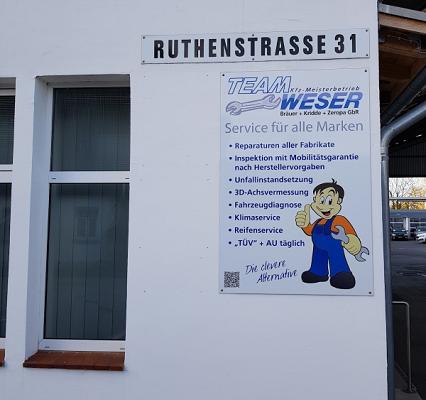 RUTHENSTRASSE 31
TEAM
Kfz-Meisterbetrieb
WESER
Bräuer + Kridde + Zeropa GbR
Service für alle Marken
• Reparaturen aller Fabrikate
• Inspektion mit Mobilitätsgarantie
nach Herstellervorgaben
• Unfallinstandsetzung
• 3D-Achsvermessung
• Fahrzeugdiagnose
• Klimaservice
• Reifenservice
• „TÜV" + AU täglich
Die clevere
Alternative